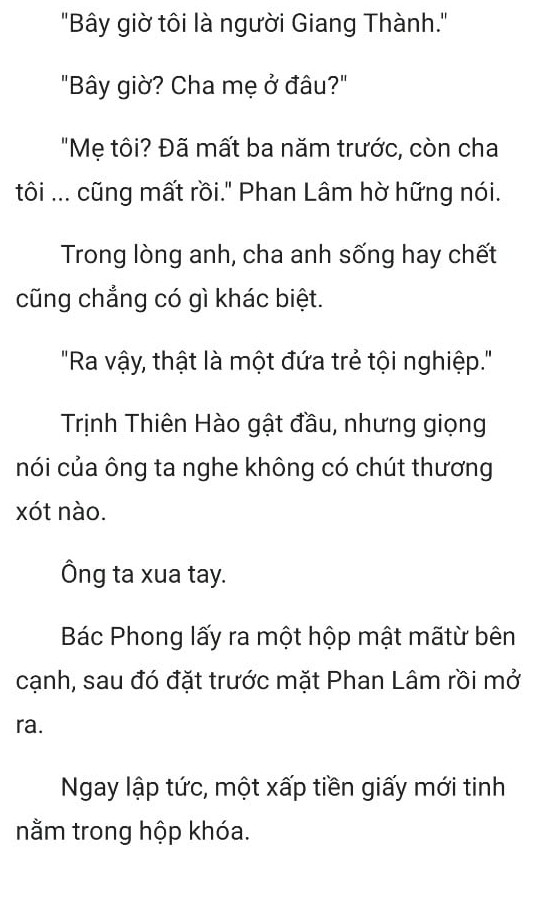 "Bây giờ tôi là người Giang Thành."
"Bây giờ? Cha mẹ ở đâu?"
"Mẹ tôi? Đã mất ba năm trước, còn cha
tôi ... cũng mất rồi." Phan Lâm hờ hững nói.
Trong lòng anh, cha anh sống hay chết
cũng chẳng có gì khác biệt.
"Ra vậy, thật là một đứa trẻ tội nghiệp."
Trịnh Thiên Hào gật đầu, nhưng giọng
nói của ông ta nghe không có chút thương
xót nào.
Ông ta xua tay.
Bác Phong lấy ra một hộp mật mãtừ bên
cạnh, sau đó đặt trước mặt Phan Lâm rồi mở
ra.
Ngay lập tức, một xấp tiền giấy mới tinh
nằm trong hộp khóa.